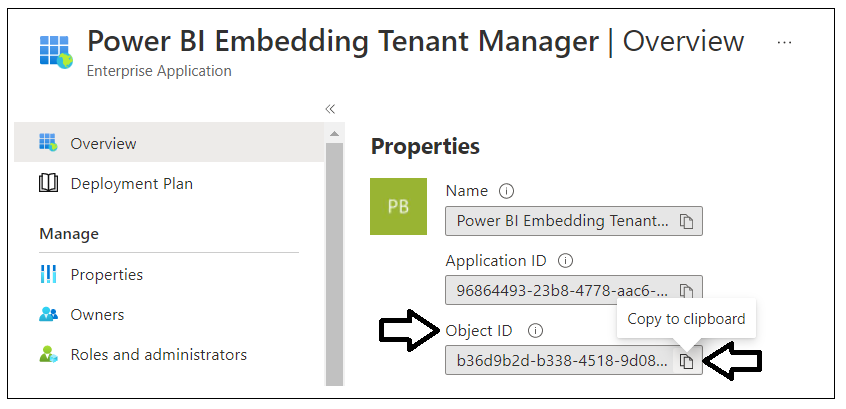 Power BI Embedding Tenant Manager | Overview ...
Enterprise Application
«
Overview
Deployment Plan
Manage
Properties
Owners
Roles and administrators
Properties
PB
Name
Power BI Embedding Tenant...
Application ID
96864493-23b8-4778-aac6-...
Copy to clipboard
Object ID
b36d9b2d-b338-4518-9d08...